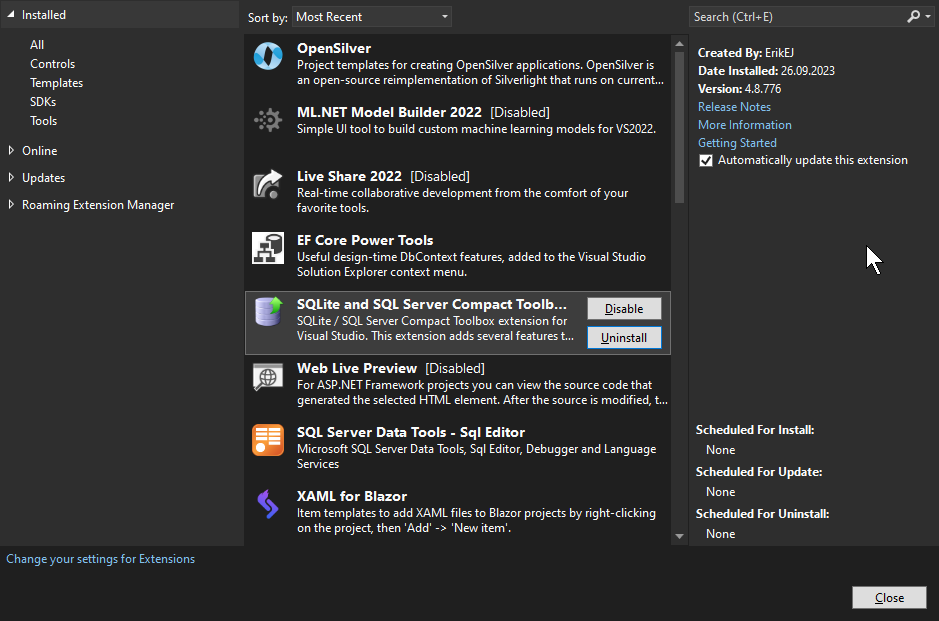 Installed
All
Controls
Templates
SDKs
Tools
Online
Updates
Roaming Extension Manager
Change your settings for Extensions
Sort by: Most Recent
OpenSilver
Project templates for creating OpenSilver applications. OpenSilver is
an open-source reimplementation of Silverlight that runs on current...
ML.NET Model Builder 2022 [Disabled]
Simple UI tool to build custom machine learning models for VS2022.
Live Share 2022 [Disabled]
Real-time collaborative development from the comfort of your
favorite tools.
EF Core Power Tools
Useful design-time DbContext features, added to the Visual Studio
Solution Explorer context menu.
SQLite and SQL Server Compact Toolb...
SQLite / SQL Server Compact Toolbox extension for
Visual Studio. This extension adds several features t...
Disable
Uninstall
Web Live Preview [Disabled]
For ASP.NET Framework projects you can view the source code that
generated the selected HTML element. After the source is modified, t...
SQL Server Data Tools - Sql Editor
Microsoft SQL Server Data Tools, Sql Editor, Debugger and Language
Services
XAML for Blazor
Item templates to add XAML files to Blazor projects by right-clicking
on the project, then 'Add' -> 'New item'.
Search (Ctrl+E)
Created By: ErikEJ
Date Installed: 26.09.2023
Version: 4.8.776
Release Notes
More Information
Getting Started
Automatically update this extension
Scheduled For Install:
None
Scheduled For Update:
None
Scheduled For Uninstall:
None
Close